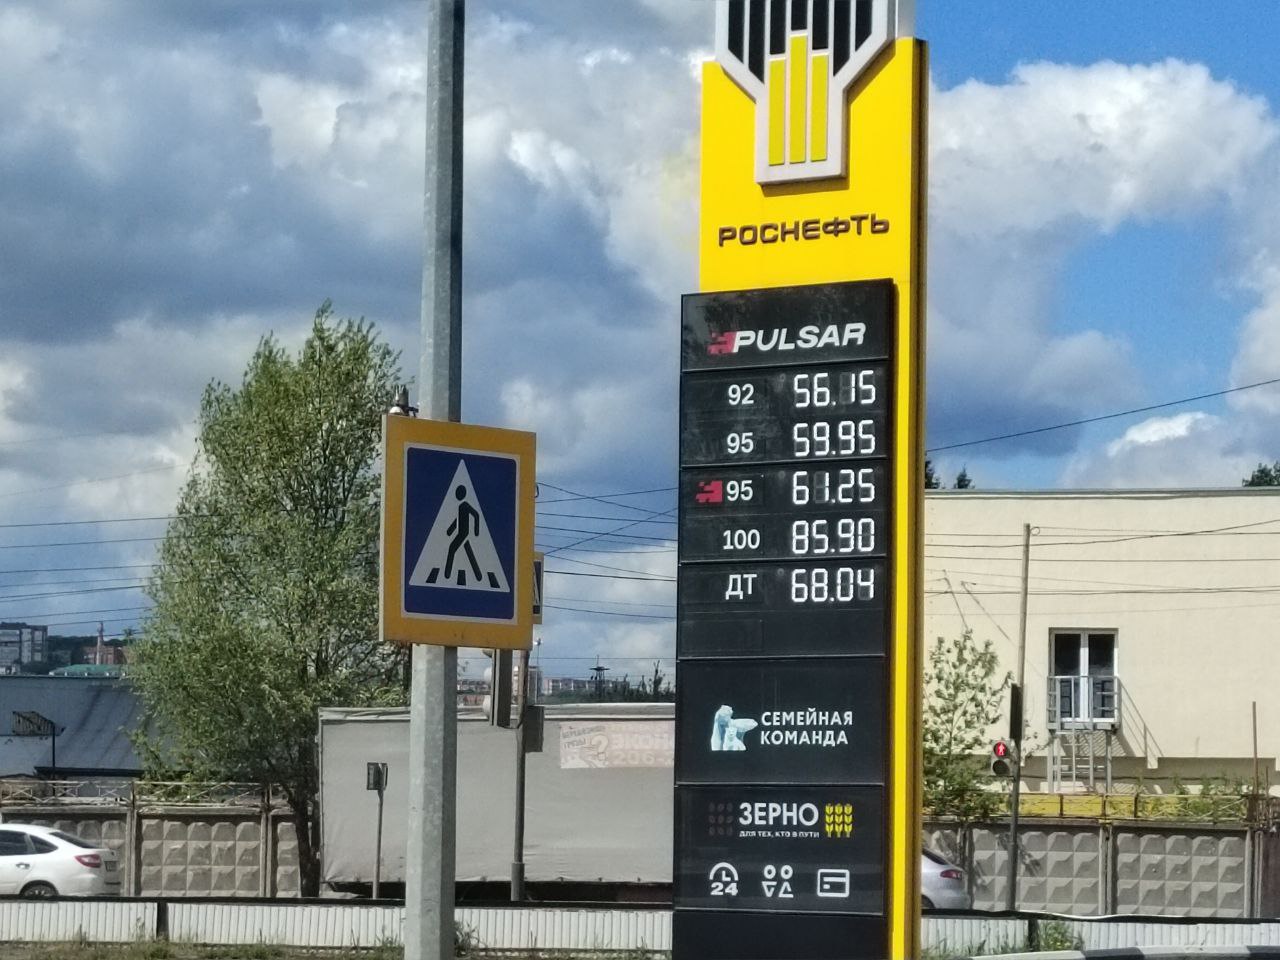 РОСНЕФТЬ
PULSAR
92 56.15
95 59.95
95 61.25
100 85.90
ДТ 68.04
СЕМЕЙНАЯ
КОМАНДА
ЗЕРНО
ДЛЯ ТЕХ, КТО В ПУТИ
24